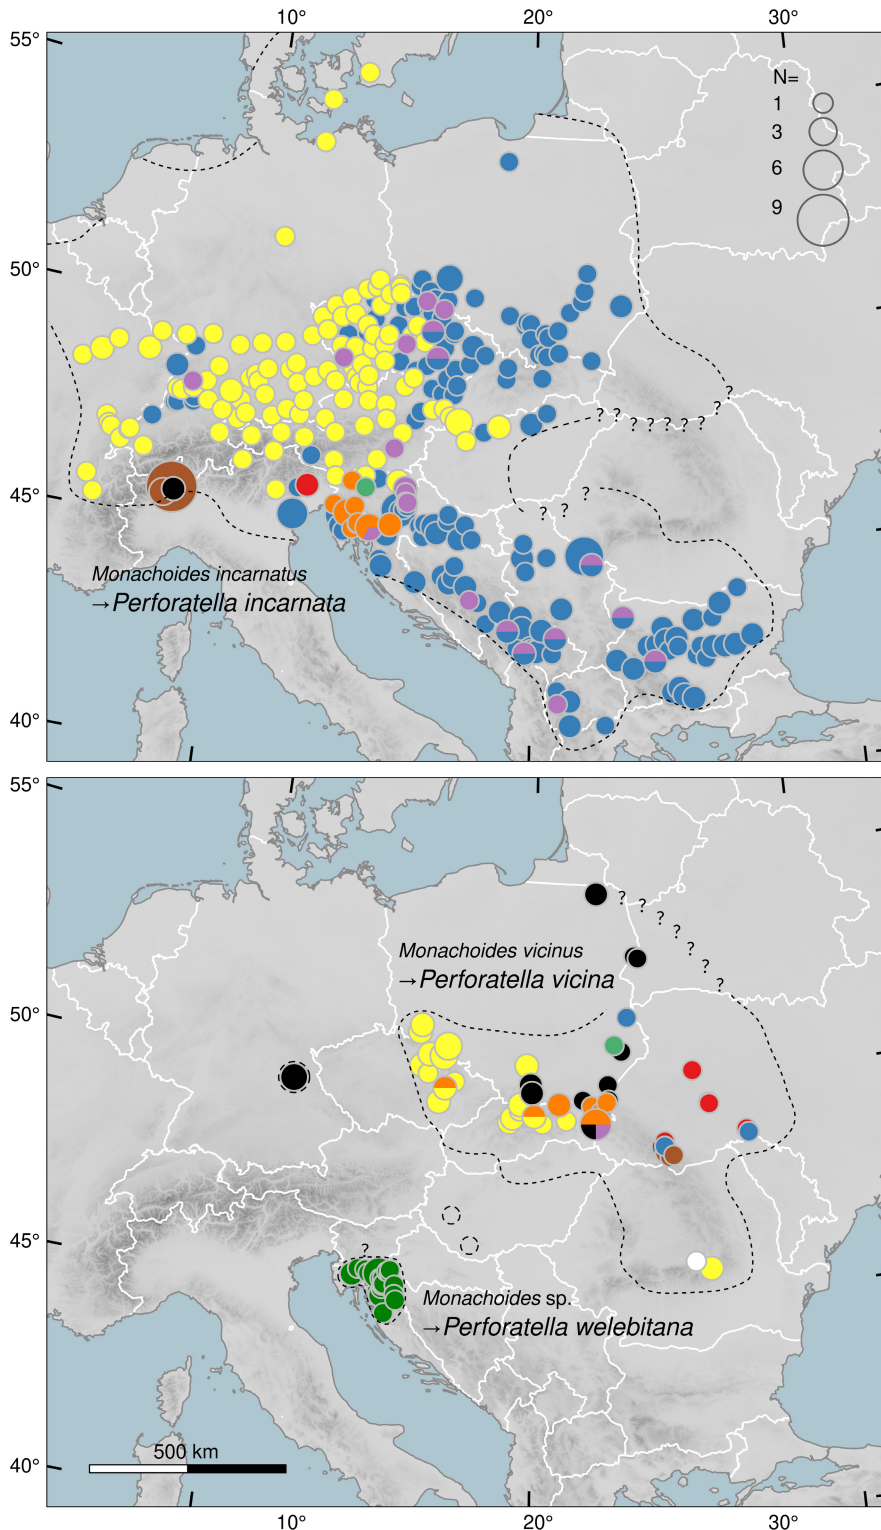 10° 20° 30°
55°
N=
1
3
6
9
50°
? ? ? ? ? ? ? ? ?
?
? ?
45°
Monachoides incarnatus
→Perforatella incarnata
40°
55°
? ? ? ? ? ? ?
Monachoides vicinus
→Perforatella vicina
50°
45°
?
Monachoides sp.
→Perforatella welebitana
500 km
40°
10° 20° 30°